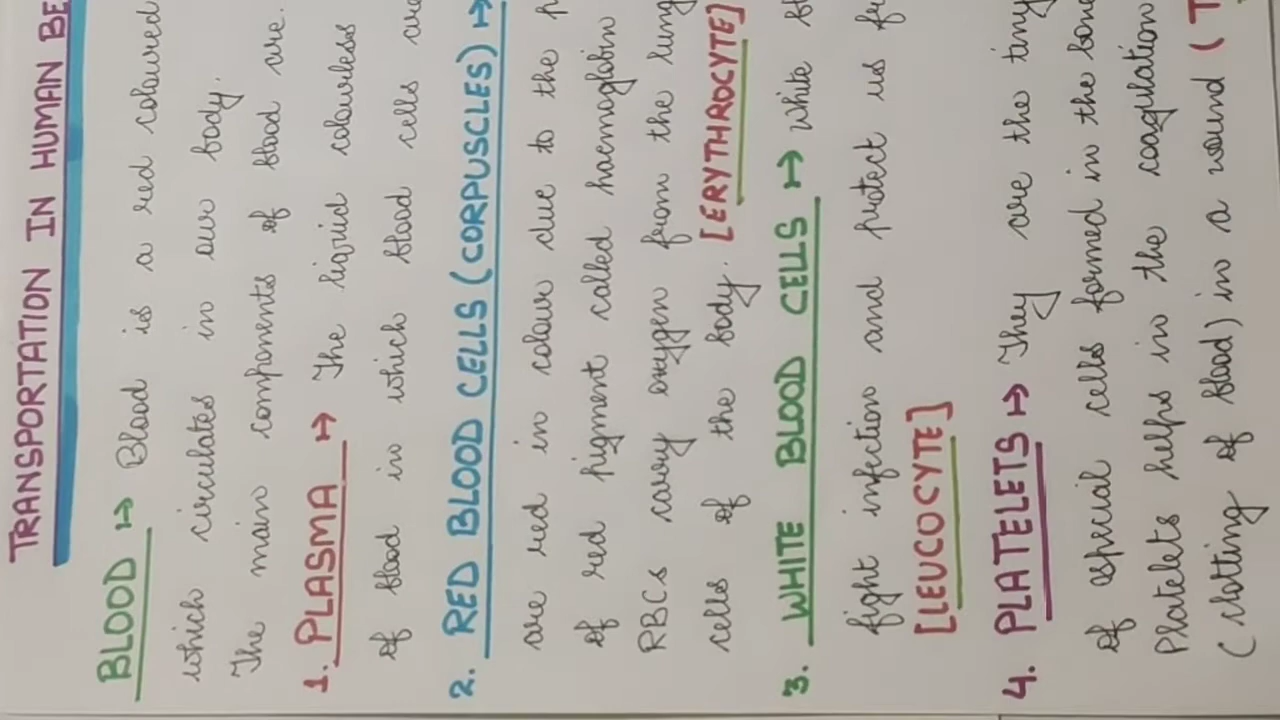 TRANSPORTATION IN HUMAN BE
BLOOD ↦ Blood is a red coloured
which circulates in our body.
The main components of blood are.
1. PLASMA ↦ The liquid colourless
of blood in which blood cells are
2. RED BLOOD CELLS (CORPUSCLES) ↦
are red in colour due to the p
of red pigment called haemoglobin
RBCs carry oxygen from the lung
cells of the body. [ERYTHROCYTE]
3. WHITE BLOOD CELLS ↦ white bl
fight infection and protect us fr
[LEUCOCYTE]
4. PLATELETS ↦ They are the tiny
of especial cells formed in the bone
Platelets helps in the coagulation
(clotting of blood) in a wound (T